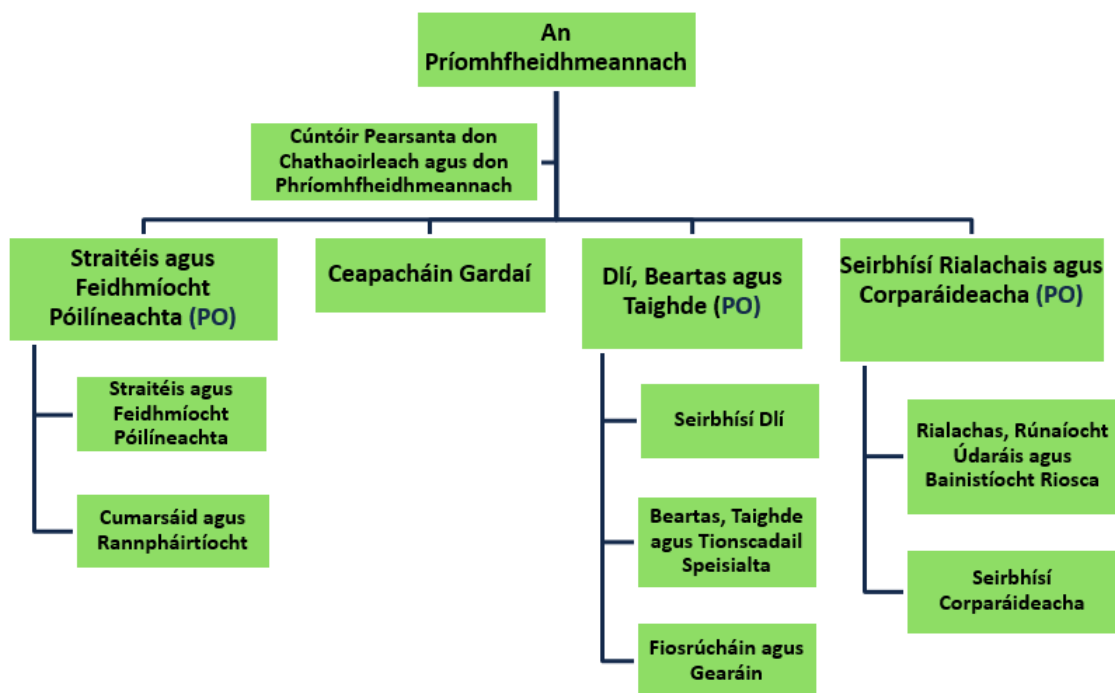 An
Príomhfheidhmeannach
Cúntóir Pearsanta don
Chathaoirleach agus don
Phríomhfheidhmeannach
Straitéis agus
Feidhmíocht
Póilíneachta (PO)
Ceapacháin Gardaí
Dlí, Beartas agus
Taighde (PO)
Seirbhísí Rialachais agus
Corparáideacha (PO)
Straitéis agus
Feidhmíocht
Póilíneachta
Cumarsáid agus
Rannpháirtíocht
Seirbhísí Dlí
Beartas, Taighde
agus Tionscadail
Speisialta
Fiosrúcháin agus
Gearáin
Rialachas, Rúnaíocht
Údaráis agus
Bainistíocht Riosca
Seirbhísí
Corparáideacha